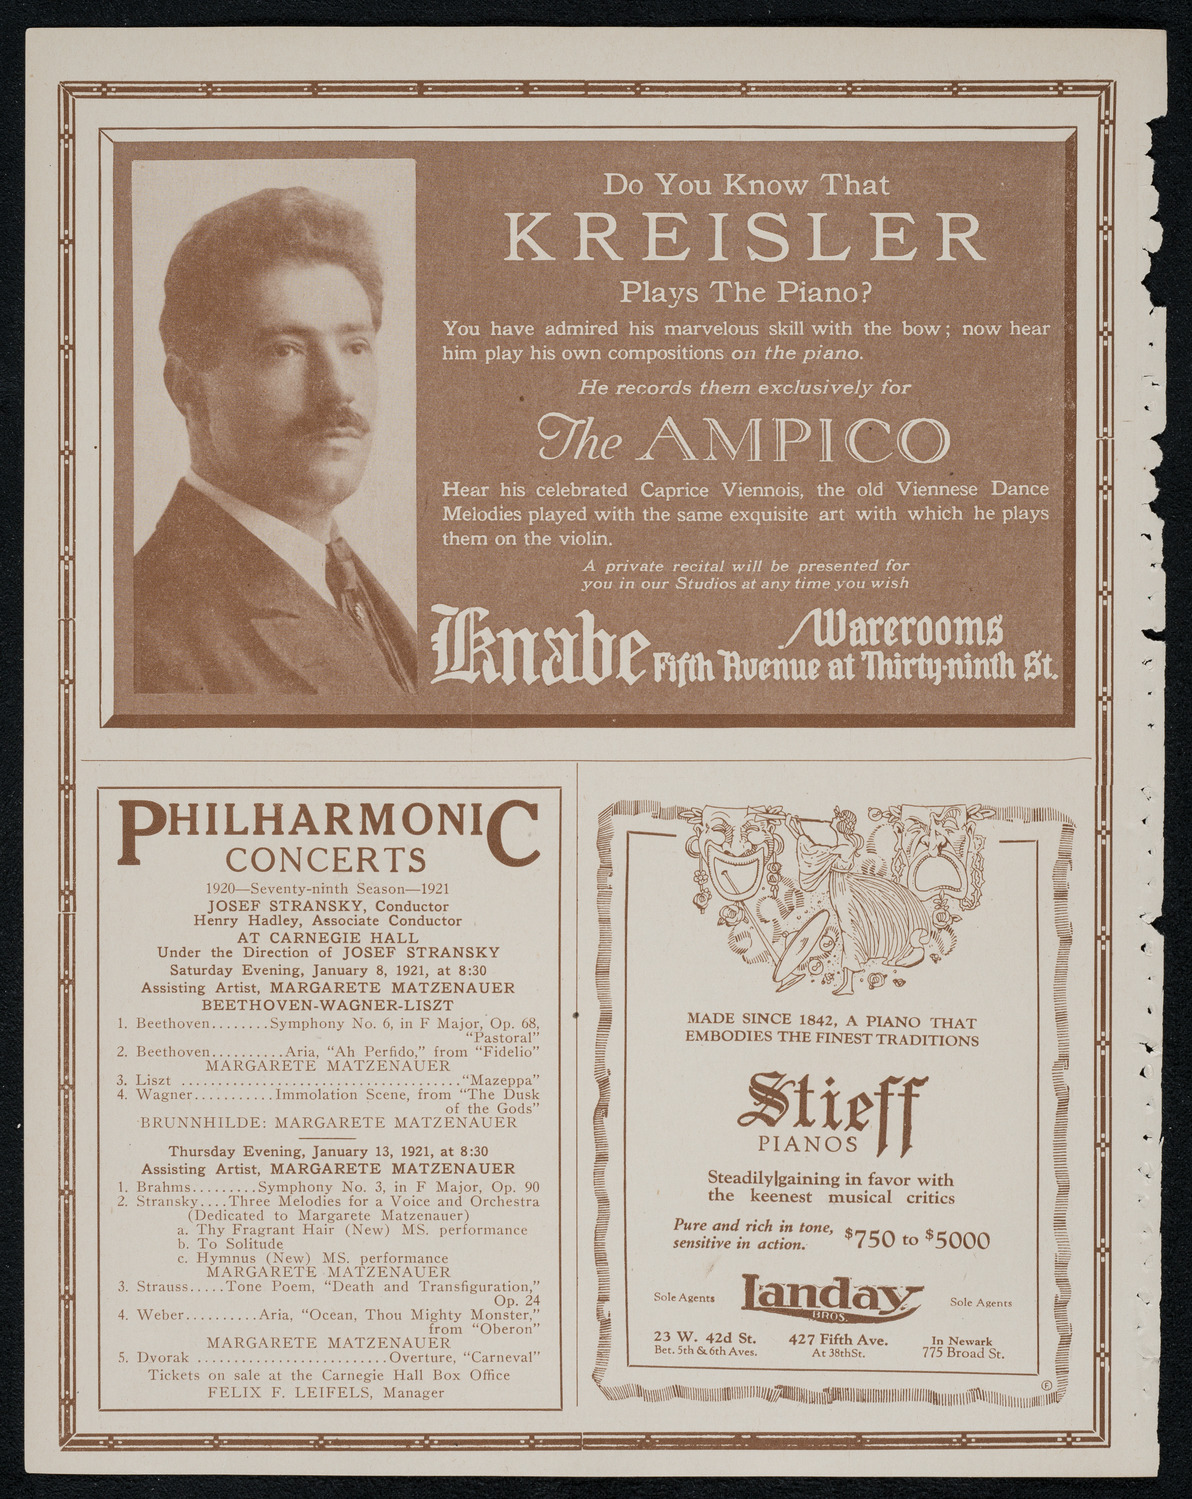 Do You Know That
KREISLER
Plays The Piano?
You have admired his marvelous skill with the bow; now hear
him play his own compositions on the piano.
He records them exclusively for
The AMPICO
Hear his celebrated Caprice Viennois, the old Viennese Dance
Melodies played with the same exquisite art with which he plays
them on the violin.
A private recital will be presented for
you in our Studios at any time you wish
Knabe Warerooms
Fifth Avenue at Thirty-ninth St.
PHILHARMONIC
CONCERTS
1920—Seventy-ninth Season—1921
JOSEF STRANSKY, Conductor
Henry Hadley, Associate Conductor
AT CARNEGIE HALL
Under the Direction of JOSEF STRANSKY
Saturday Evening, January 8, 1921, at 8:30
Assisting Artist, MARGARETE MATZENAUER
BEETHOVEN-WAGNER-LISZT
1. Beethoven........Symphony No. 6, in F Major, Op. 68,
"Pastoral"
2. Beethoven..........Aria, "Ah Perfido," from "Fidelio"
MARGARETE MATZENAUER
3. Liszt ......................................"Mazeppa"
4. Wagner...........Immolation Scene, from "The Dusk
of the Gods"
BRUNNHILDE: MARGARETE MATZENAUER
Thursday Evening, January 13, 1921, at 8:30
Assisting Artist, MARGARETE MATZENAUER
1. Brahms.........Symphony No. 3, in F Major, Op. 90
2. Stransky....Three Melodies for a Voice and Orchestra
(Dedicated to Margarete Matzenauer)
a. Thy Fragrant Hair (New) MS. performance
b. To Solitude
c. Hymnus (New) MS. performance
MARGARETE MATZENAUER
3. Strauss.....Tone Poem, "Death and Transfiguration,"
Op. 24
4. Weber..........Aria, "Ocean, Thou Mighty Monster,"
from "Oberon"
MARGARETE MATZENAUER
5. Dvorak ..........................Overture, "Carneval"
Tickets on sale at the Carnegie Hall Box Office
FELIX F. LEIFELS, Manager
MADE SINCE 1842, A PIANO THAT
EMBODIES THE FINEST TRADITIONS
Stieff
PIANOS
Steadily gaining in favor with
the keenest musical critics
Pure and rich in tone,
sensitive in action. $750 to $5000
Sole Agents Landay Sole Agents
BROS.
23 W. 42d St. 427 Fifth Ave. In Newark
Bet. 5th & 6th Aves. At 38th St. 775 Broad St.
F